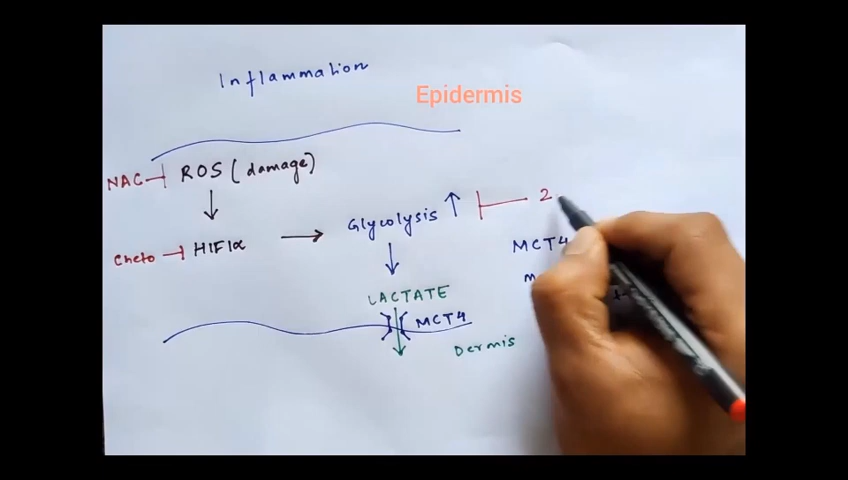 Inflammation
Epidermis
NAC ROS (damage)
Glycolysis ↑ 2
Cheto HIF1α
MCT4
LACTATE
MCT4
Dermis